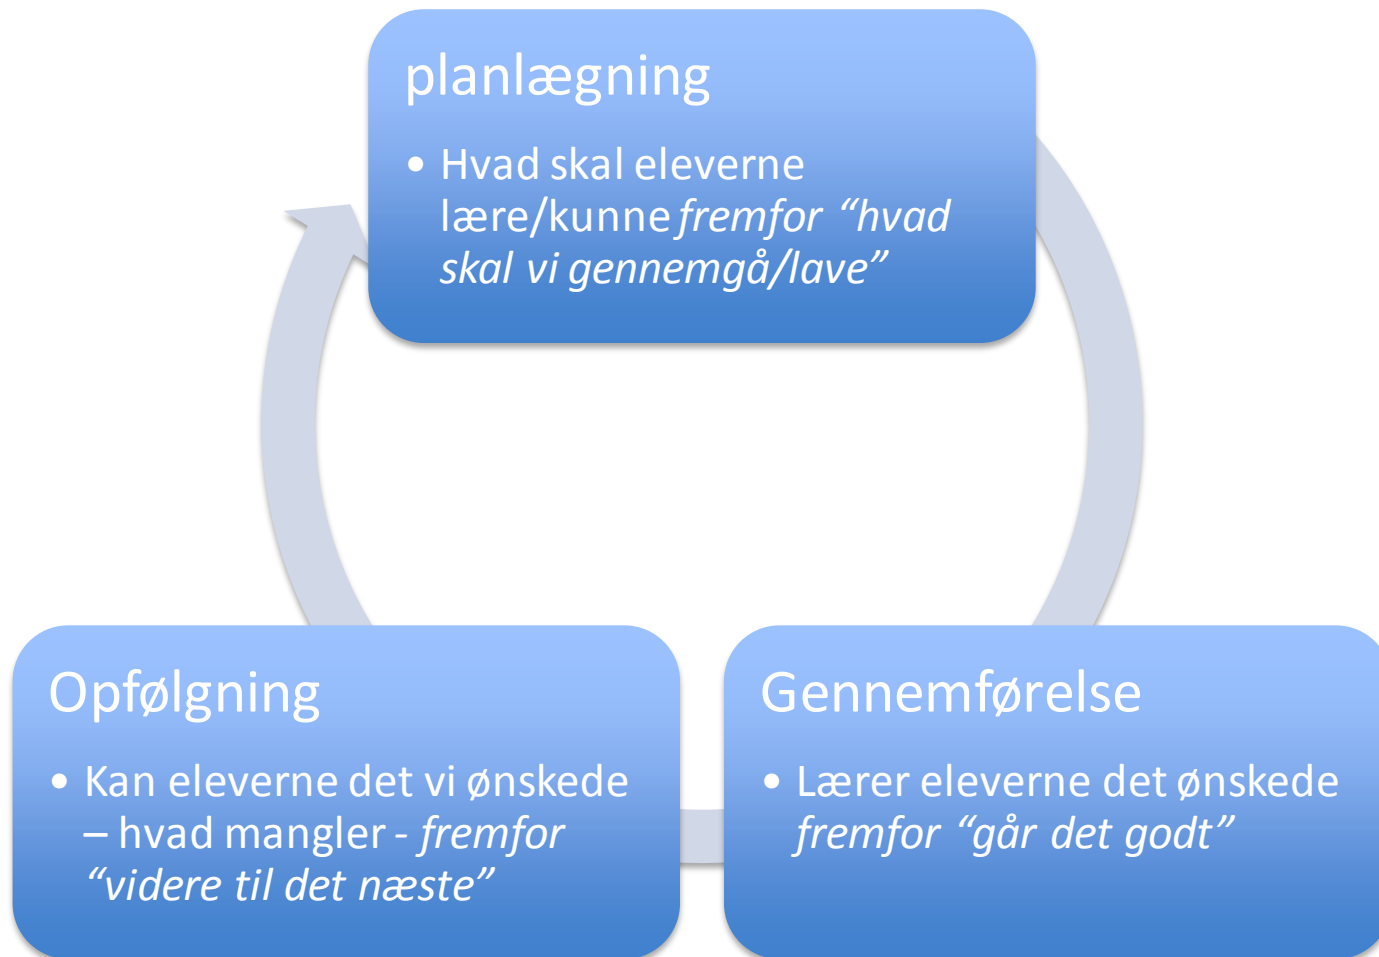 planlægning
• Hvad skal eleverne
lære/kunne fremfor “hvad
skal vi gennemgå/lave”
Opfølgning
• Kan eleverne det vi ønskede
– hvad mangler - fremfor
“videre til det næste”
Gennemførelse
• Lærer eleverne det ønskede
fremfor “går det godt”